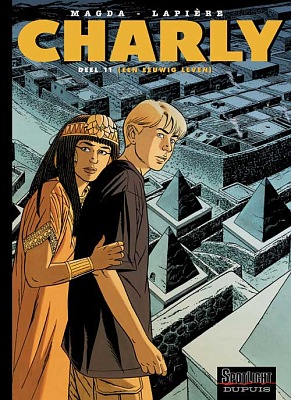 MAGDA - LAPIÈRE
CHARLY
DEEL 11 (EEN EEUWIG LEVEN)
SPOTLIGHT
DUPUIS